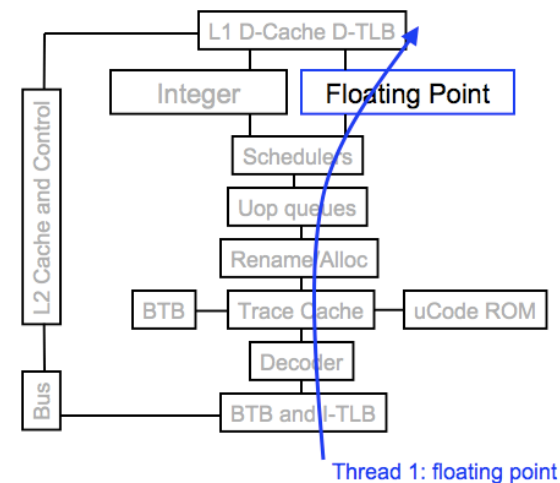 L1 D-Cache D-TLB
Integer
Floating Point
L2 Cache and Control
Schedulers
Uop queues
Rename/Alloc
BTB
Trace Cache
uCode ROM
Decoder
Bus
BTB and I-TLB
Thread 1: floating point